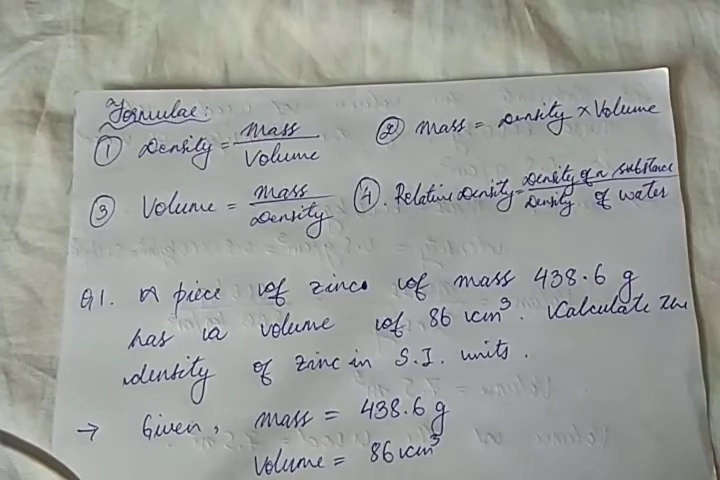 Formulae:
① Density = Mass / Volume
② Mass = Density × Volume
③ Volume = Mass / Density
④. Relative Density = Density of a substance / Density of water
Q1. A piece of zinc of mass 438.6 g
has a volume of 86 cm³. Calculate the
density of zinc in S.I. units.
→ Given, mass = 438.6 g
Volume = 86 cm³